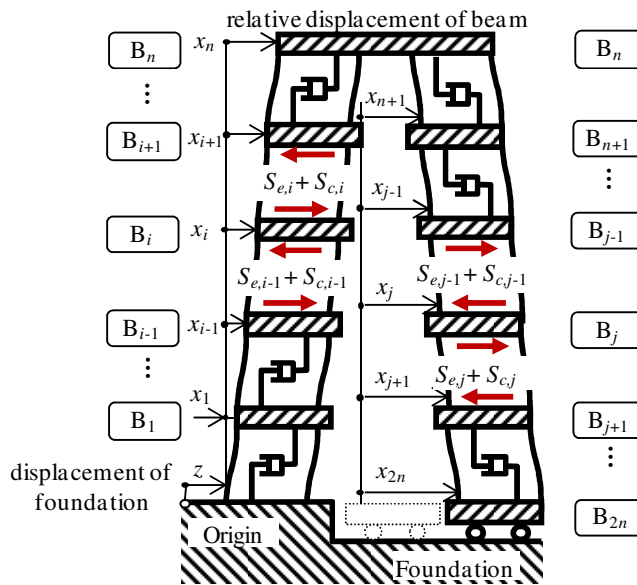 relative displacement of beam
Bn xn Bn
⋮
xn+1
Bi+1 xi+1 Bn+1
⋮
Se,i + Sc,i xj-1
Bi xi Bj-1
Se,i-1 + Sc,i-1 Se,j-1 + Sc,j-1
xj
Bi-1 xi-1 Bj
⋮
Se,j + Sc,j
x1 xj+1
B1 Bj+1
⋮
displacement of z x2n
foundation
B2n
Origin
Foundation